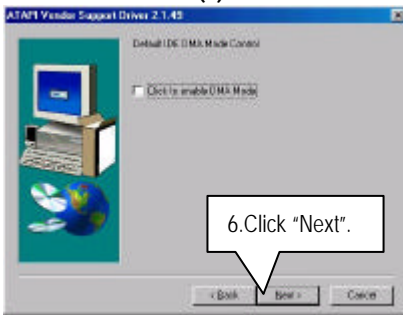 ATAPI Vendor Support Driver 2.1.43
Default IDE DMA Mode Control
Click to enable DMA Mode
6.Click “Next”.
< Back
Next >
Cancel